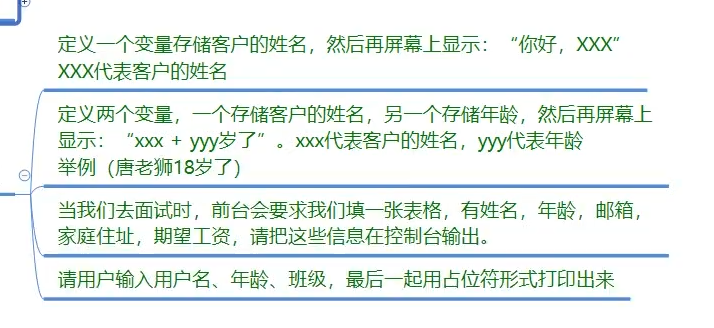 定义一个变量存储客户的姓名，然后再屏幕上显示：“你好，XXX”
XXX代表客户的姓名
定义两个变量，一个存储客户的姓名，另一个存储年龄，然后再屏幕上
显示：“xxx + yyy岁了”。xxx代表客户的姓名，yyy代表年龄
举例（唐老狮18岁了）
当我们去面试时，前台会要求我们填一张表格，有姓名，年龄，邮箱，
家庭住址，期望工资，请把这些信息在控制台输出。
请用户输入用户名、年龄、班级，最后一起用占位符形式打印出来